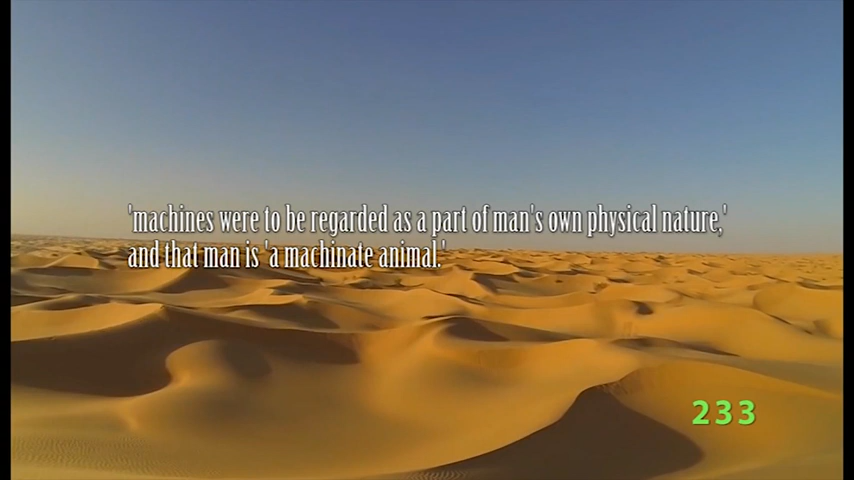 'machines were to be regarded as a part of man's own physical nature,'
and that man is 'a machinate animal.'
233